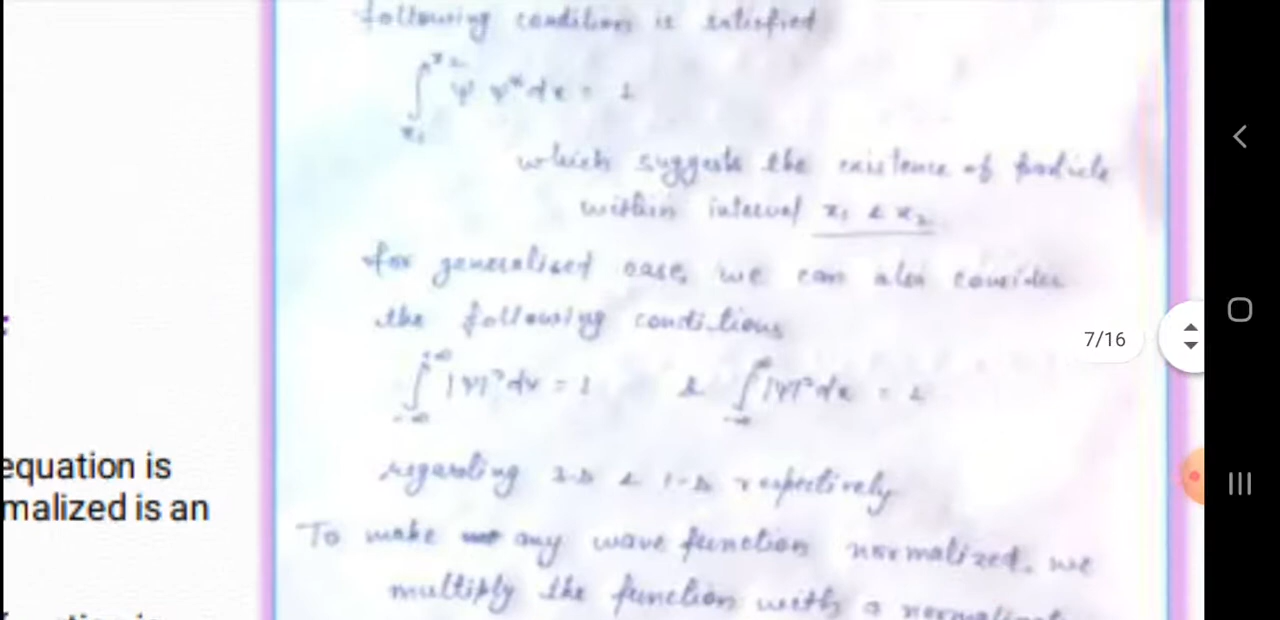 following condition is satisfied
∫ x₁ x₂ ψ ψ* dx = 1
which suggests the existence of particle
within interval x₁ & x₂
for generalised case, we can also consider
the following conditions
∫ -∞ +∞ |ψ|² dv = 1 & ∫ -∞ ∞ |ψ|² dx = 1
regarding 3-D & 1-D respectively
To make any wave function normalized, we
multiply the function with a
7/16
equation is
malized is an